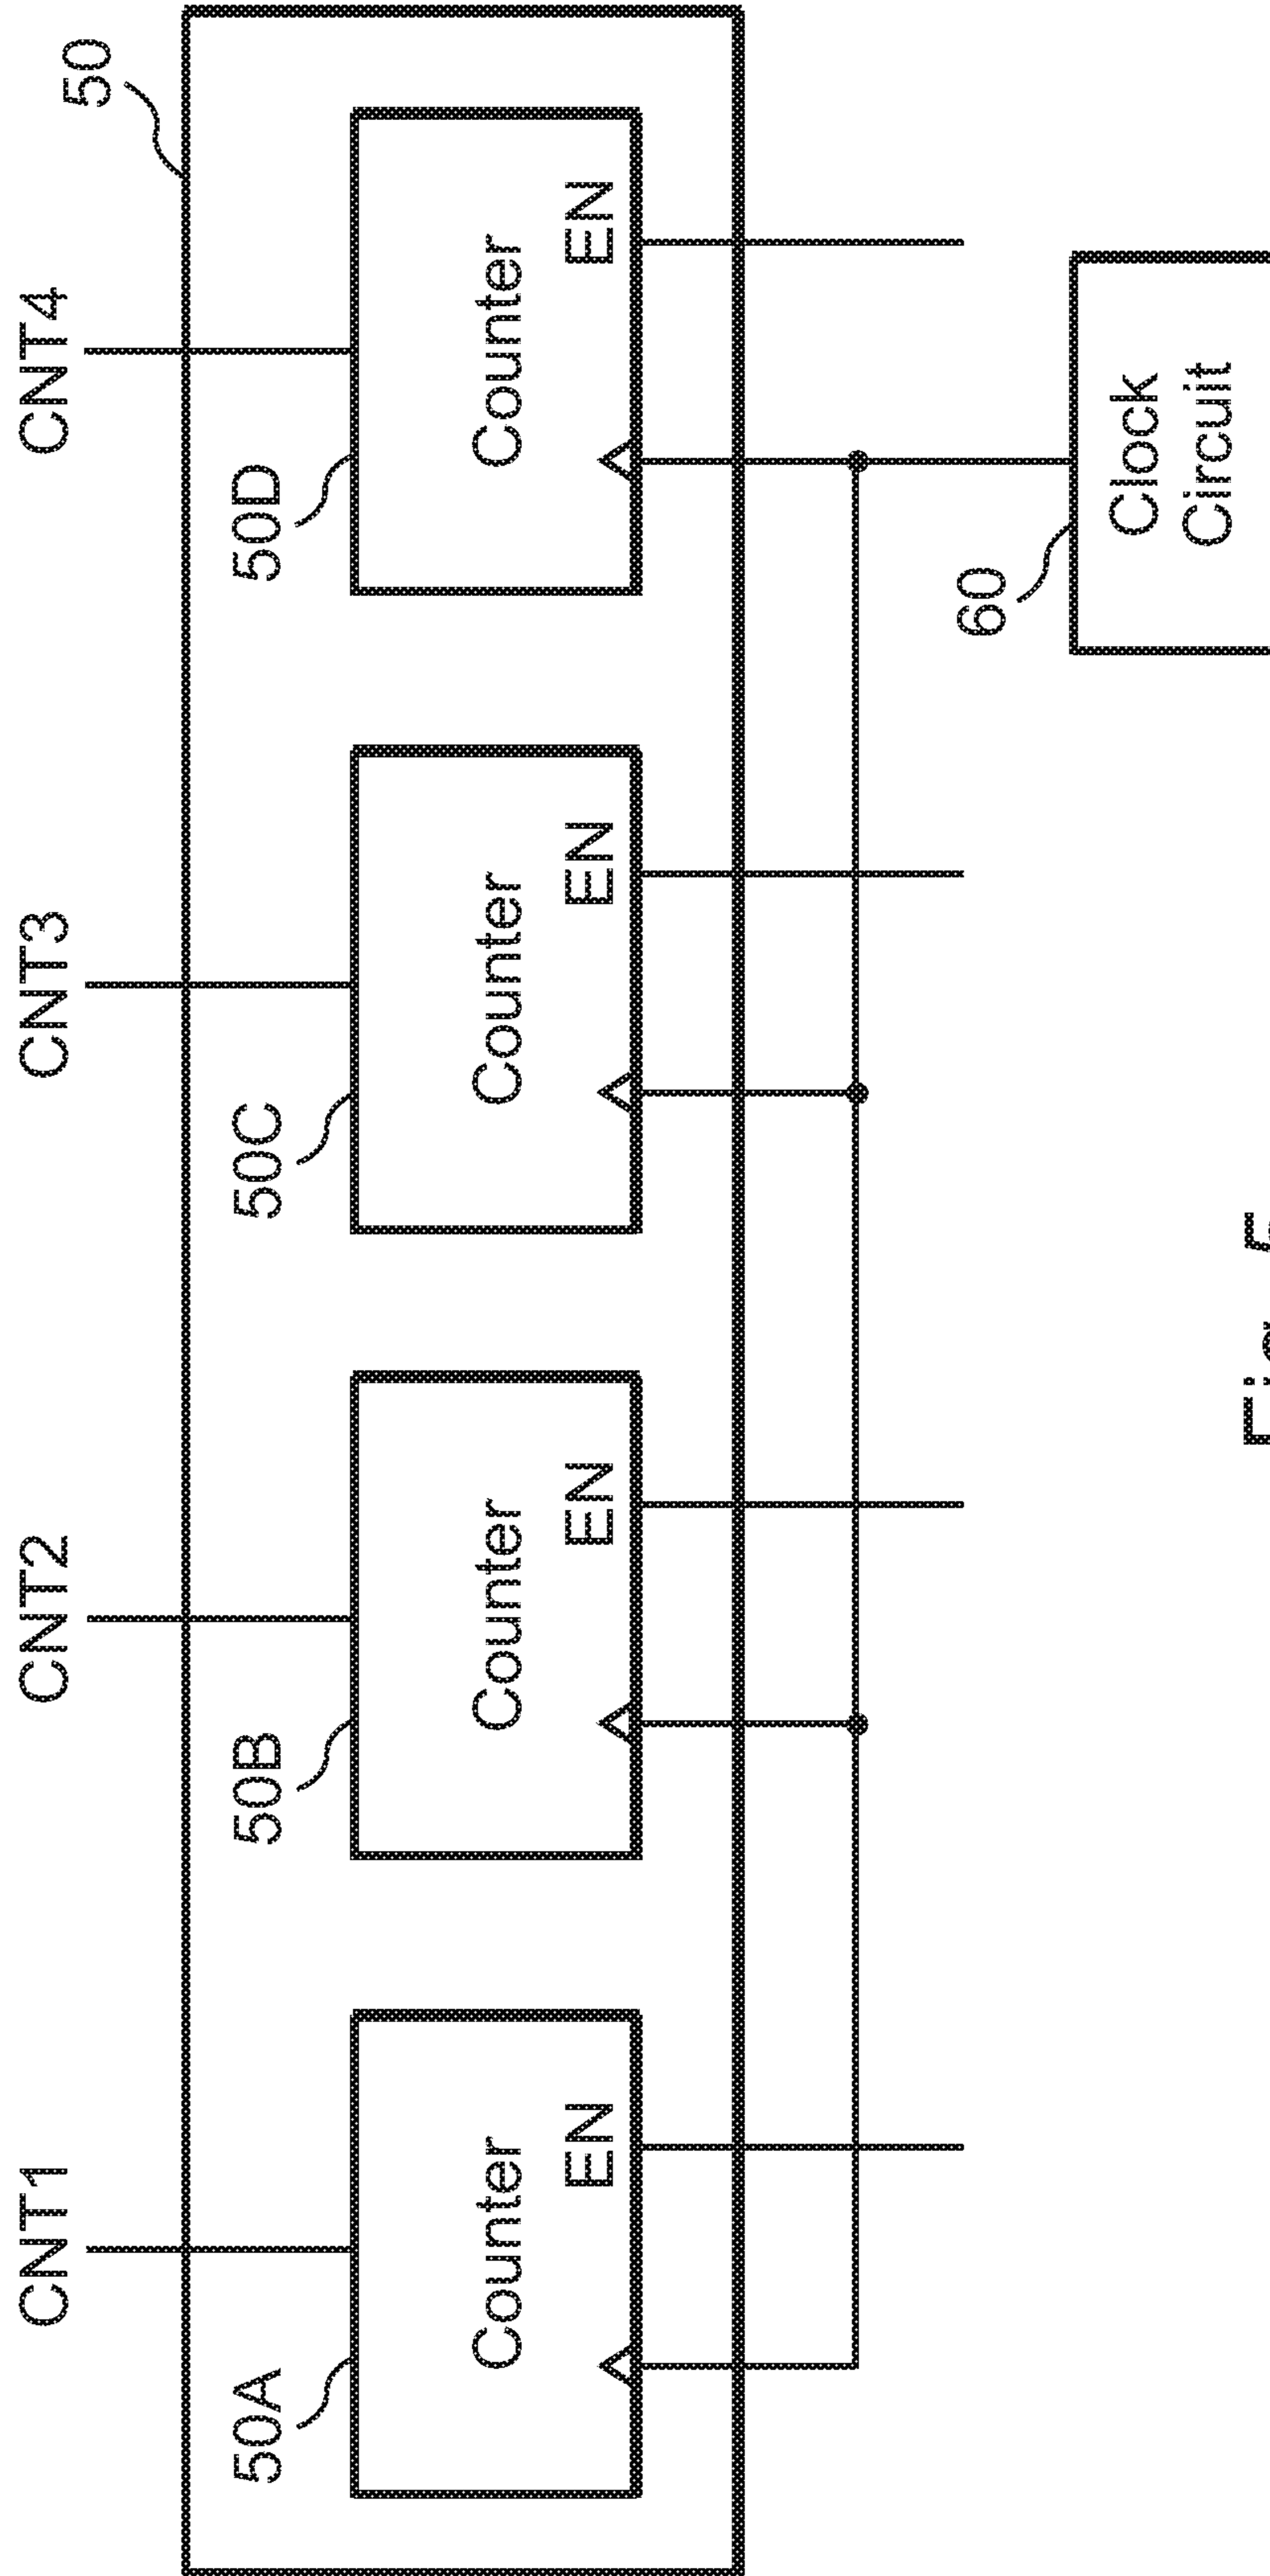 CNT1 CNT2 CNT3 CNT4
50
50A 50B 50C 50D
Counter Counter Counter Counter
EN EN EN EN
60
Clock
Circuit